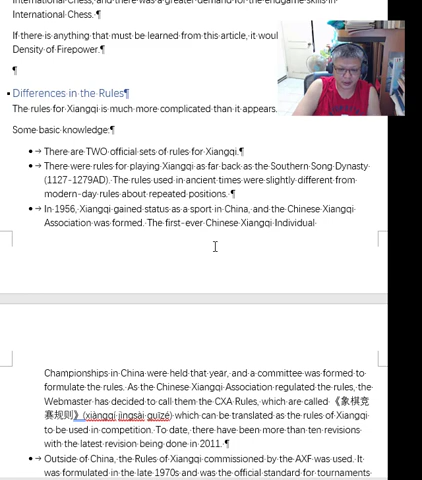 International Chess, and there was a greater demand for the endgame skills in
International Chess.¶
If there is anything that must be learned from this article, it woul
Density of Firepower.¶
¶
Differences in the Rules¶
The rules for Xiangqi is much more complicated than it appears.
Some basic knowledge:¶
There are TWO official sets of rules for Xiangqi.¶
There were rules for playing Xiangqi as far back as the Southern Song Dynasty
(1127-1279AD). The rules used in ancient times were slightly different from
modern-day rules about repeated positions. ¶
In 1956, Xiangqi gained status as a sport in China, and the Chinese Xiangqi
Association was formed. The first-ever Chinese Xiangqi Individual
Championships in China were held that year, and a committee was formed to
formulate the rules. As the Chinese Xiangqi Association regulated the rules, the
Webmaster has decided to call them the CXA Rules, which are called 《象棋竞
赛规则》 (xiàngqí jìngsài guīzé) which can be translated as the rules of Xiangqi
to be used in competition. To date, there have been more than ten revisions
with the latest revision being done in 2011. ¶
Outside of China, the Rules of Xiangqi commissioned by the AXF was used. It
was formulated in the late 1970s and was the official standard for tournaments